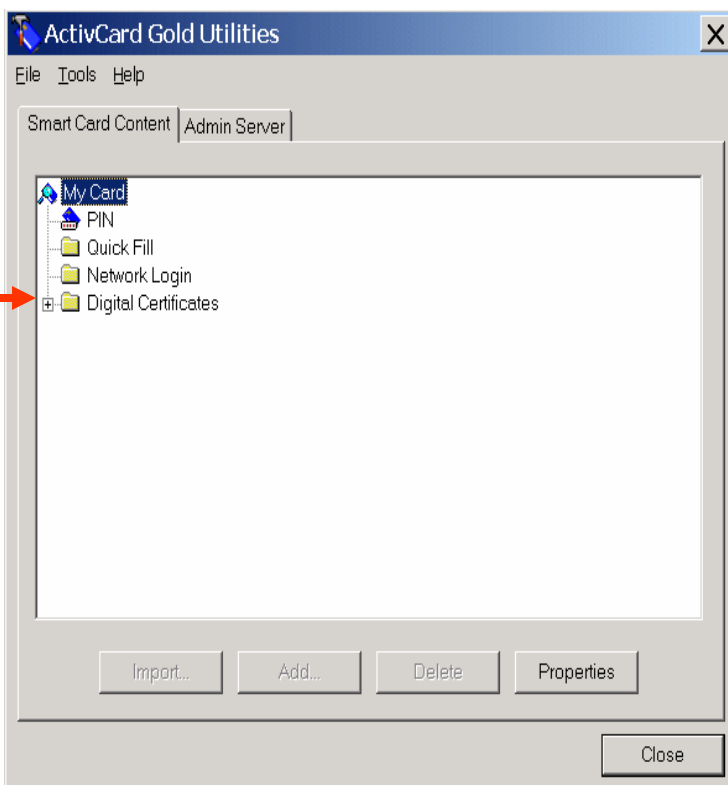 ActivCard Gold Utilities
File Tools Help
Smart Card Content Admin Server
My Card
PIN
Quick Fill
Network Login
Digital Certificates
Import... Add... Delete Properties
Close